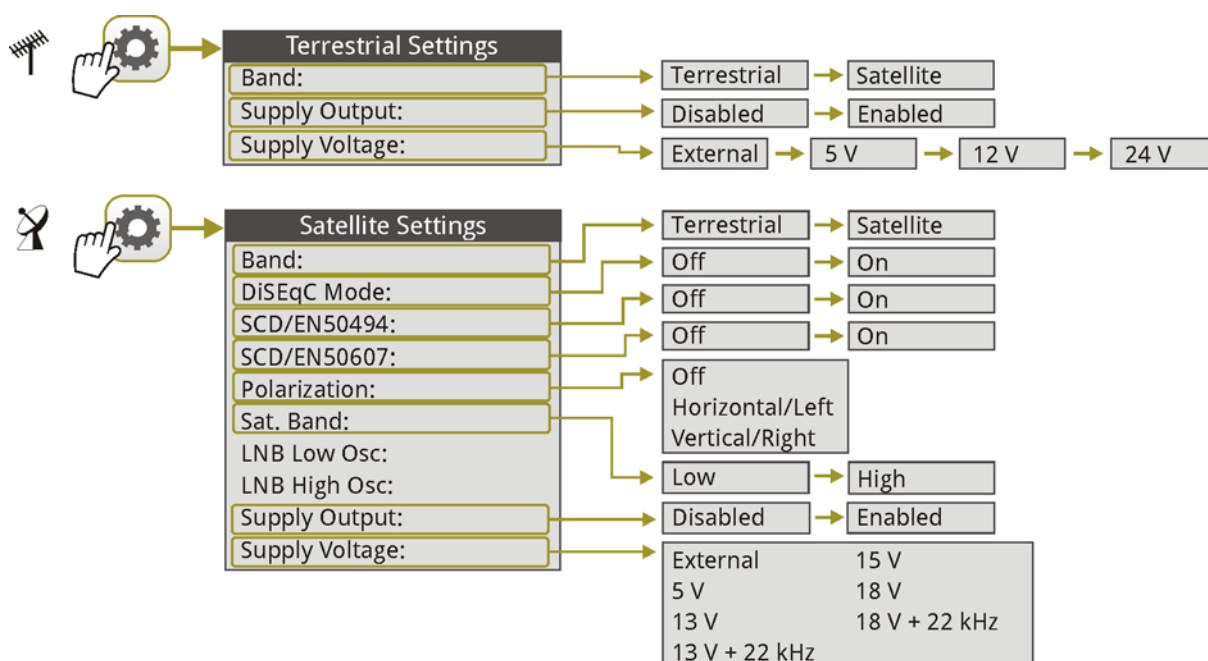 Terrestrial Settings
Band:
Terrestrial
Satellite
Supply Output:
Disabled
Enabled
Supply Voltage:
External
5 V
12 V
24 V
Satellite Settings
Band:
Terrestrial
Satellite
DiSEqC Mode:
Off
On
SCD/EN50494:
Off
On
SCD/EN50607:
Off
On
Polarization:
Off
Horizontal/Left
Vertical/Right
Sat. Band:
Low
High
LNB Low Osc:
LNB High Osc:
Supply Output:
Disabled
Enabled
Supply Voltage:
External 15 V
5 V 18 V
13 V 18 V + 22 kHz
13 V + 22 kHz